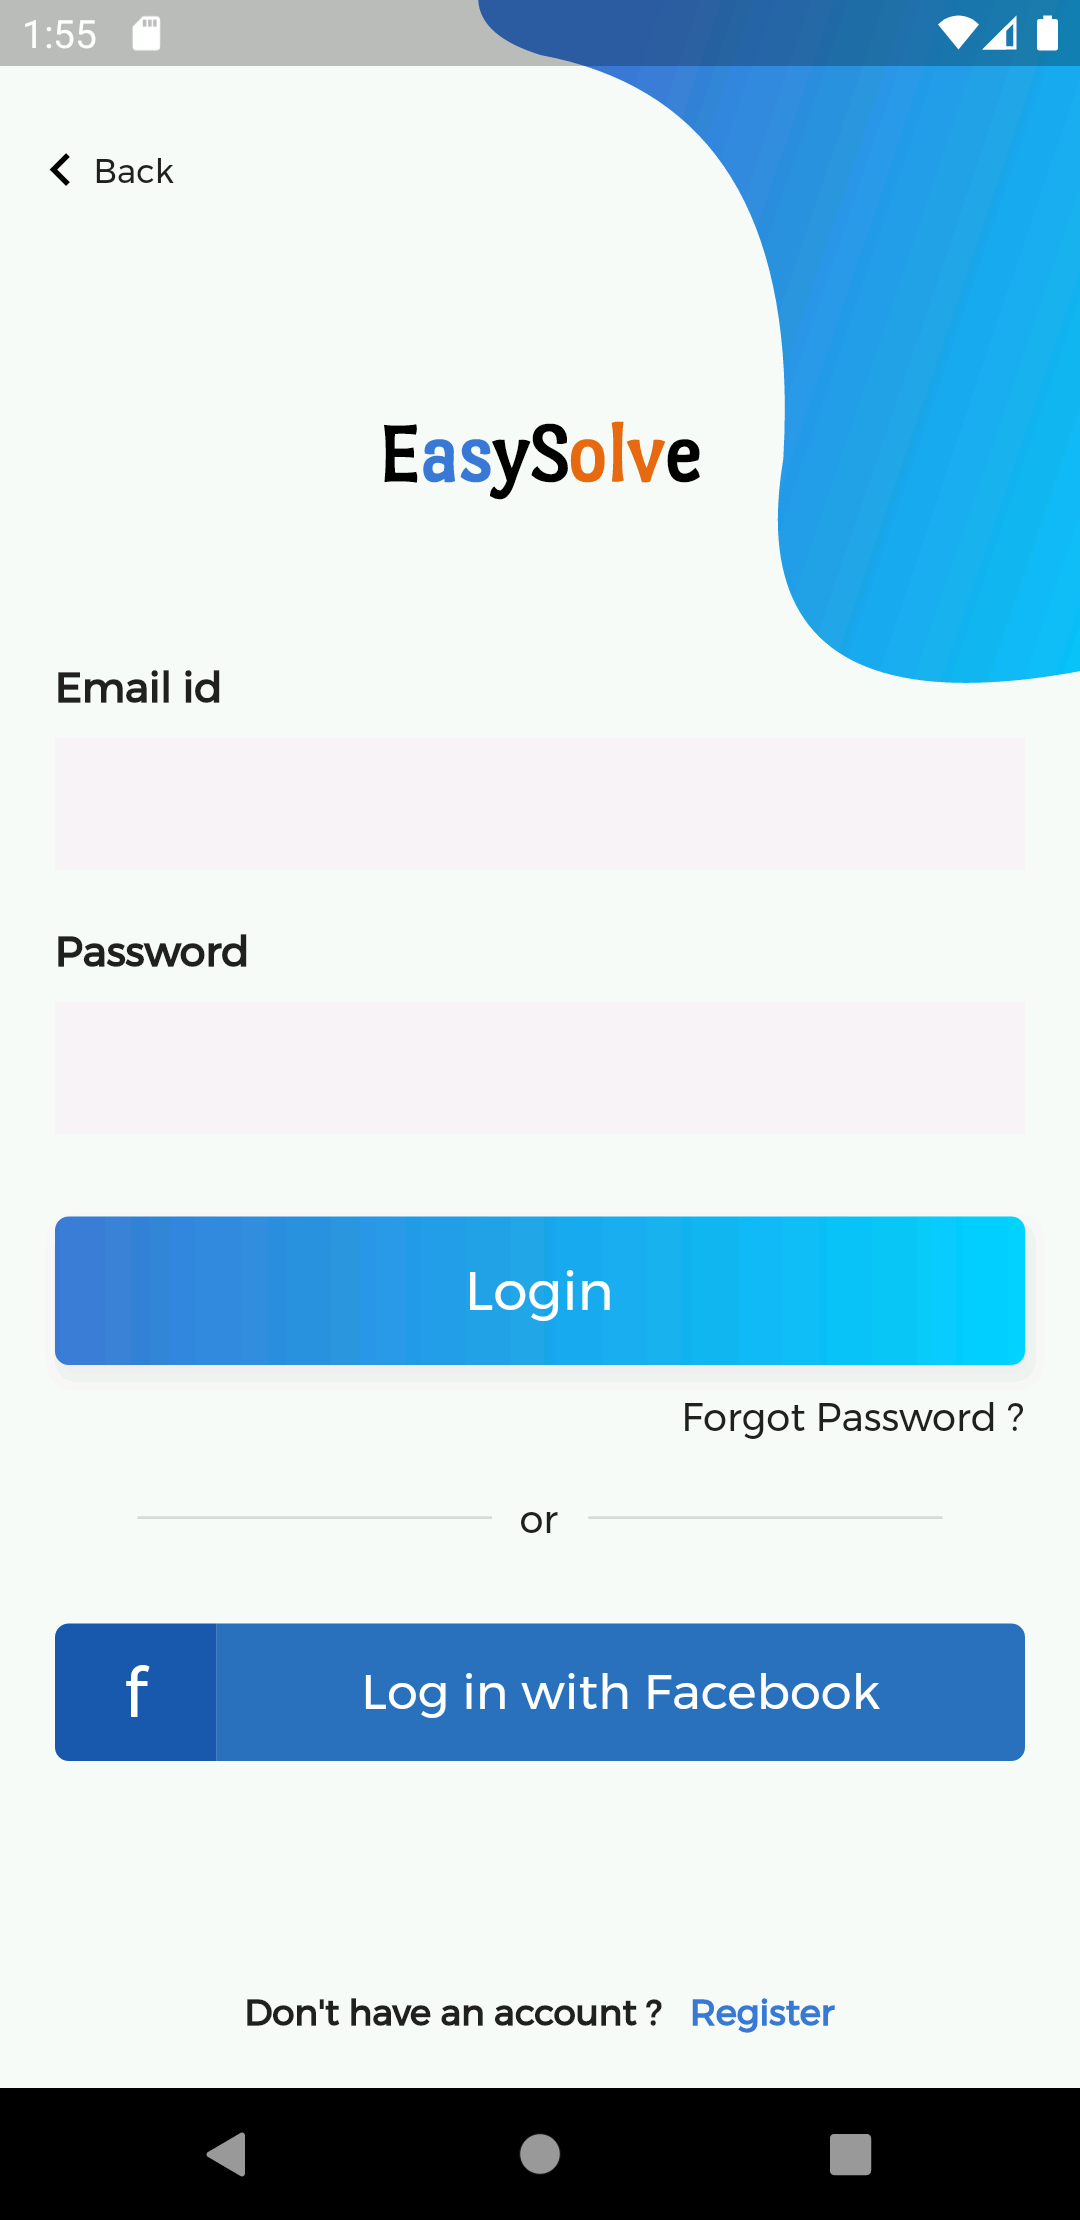 1:55
Back
EasySolve
Email id
Password
Login
Forgot Password ?
or
f
Log in with Facebook
Don't have an account ? Register